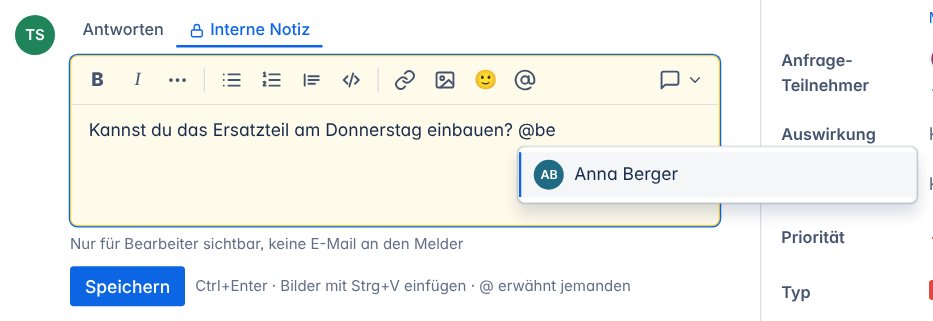 TS
Antworten
Interne Notiz
B I
Kannst du das Ersatzteil am Donnerstag einbauen? @be
AB Anna Berger
Nur für Bearbeiter sichtbar, keine E-Mail an den Melder
Speichern
Ctrl+Enter · Bilder mit Strg+V einfügen · @ erwähnt jemanden
Anfrage-
Teilnehmer
Auswirkung
Priorität
Typ